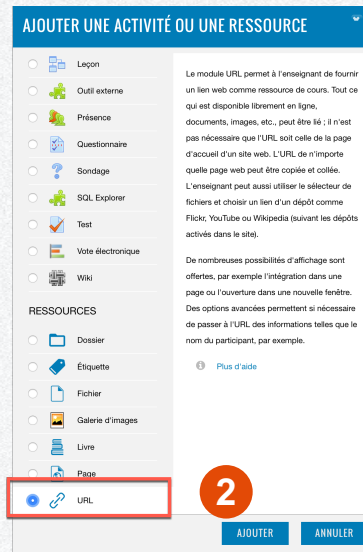 AJOUTER UNE ACTIVITÉ OU UNE RESSOURCE
Leçon
Outil externe
Présence
Questionnaire
Sondage
SQL Explorer
Test
Vote électronique
Wiki
RESSOURCES
Dossier
Étiquette
Fichier
Galerie d'images
Livre
Page
URL
Le module URL permet à l'enseignant de fournir
un lien web comme ressource de cours. Tout ce
qui est disponible librement en ligne,
documents, images, etc., peut être lié ; il n'est
pas nécessaire que l'URL soit celle de la page
d'accueil d'un site web. L'URL de n'importe
quelle page web peut être copiée et collée.
L'enseignant peut aussi utiliser le sélecteur de
fichiers et choisir un lien d'un dépôt comme
Flickr, YouTube ou Wikipedia (suivant les dépôts
activés dans le site).
De nombreuses possibilités d'affichage sont
offertes, par exemple l'intégration dans une
page ou l'ouverture dans une nouvelle fenêtre.
Des options avancées permettent si nécessaire
de passer à l'URL des informations telles que le
nom du participant, par exemple.
Plus d'aide
2
AJOUTER
ANNULER